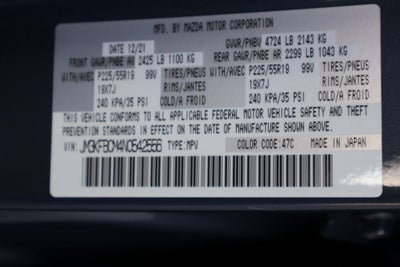 MFD. BY MAZDA MOTOR CORPORATION
DATE 12/21 GVWR/PNBV 4724 LB 2143 KG
FRONT GAWR/PNBE AV 2425 LB 1100 KG REAR GAWR/PNBE AR 2299 LB 1043 KG
WITH/AVEC P225/55R19 99V TIRES/PNEUS WITH/AVEC P225/55R19 99V TIRES/PNEUS
19X7J RIMS/JANTES 19X7J RIMS/JANTES
240 KPA/35 PSI COLD/A FROID 240 KPA/35 PSI COLD/A FROID
THIS VEHICLE CONFORMS TO ALL APPLICABLE FEDERAL MOTOR VEHICLE SAFETY AND THEFT
PREVENTION STANDARDS IN EFFECT ON THE DATE OF MANUFACTURE SHOWN ABOVE.
VIN: JM3KFBCM4N0542556 TYPE:MPV COLOR/COULEUR:47C MADE IN JAPAN